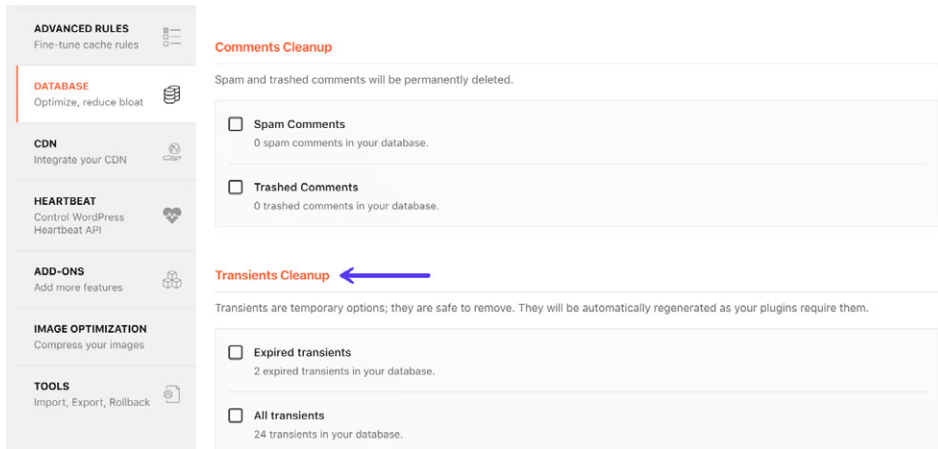 ADVANCED RULES
Fine-tune cache rules
DATABASE
Optimize, reduce bloat
CDN
Integrate your CDN
HEARTBEAT
Control WordPress
Heartbeat API
ADD-ONS
Add more features
IMAGE OPTIMIZATION
Compress your images
TOOLS
Import, Export, Rollback
Comments Cleanup
Spam and trashed comments will be permanently deleted.
Spam Comments
0 spam comments in your database.
Trashed Comments
0 trashed comments in your database.
Transients Cleanup
Transients are temporary options; they are safe to remove. They will be automatically regenerated as your plugins require them.
Expired transients
2 expired transients in your database.
All transients
24 transients in your database.